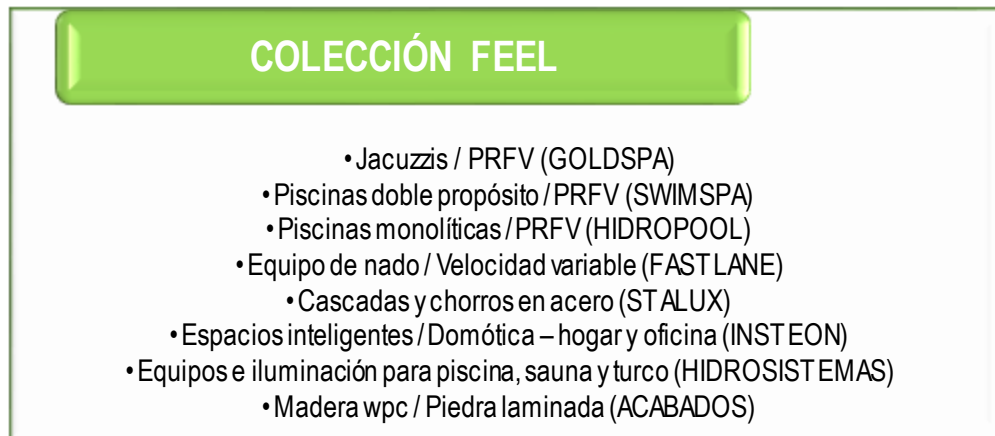 COLECCIÓN FEEL
• Jacuzzis / PRFV (GOLDSPA)
• Piscinas doble propósito / PRFV (SWIMSPA)
• Piscinas monolíticas / PRFV (HIDROPOOL)
• Equipo de nado / Velocidad variable (FASTLANE)
• Cascadas y chorros en acero (STALUX)
• Espacios inteligentes / Domótica – hogar y oficina (INSTEON)
• Equipos e iluminación para piscina, sauna y turco (HIDROSISTEMAS)
• Madera wpc / Piedra laminada (ACABADOS)